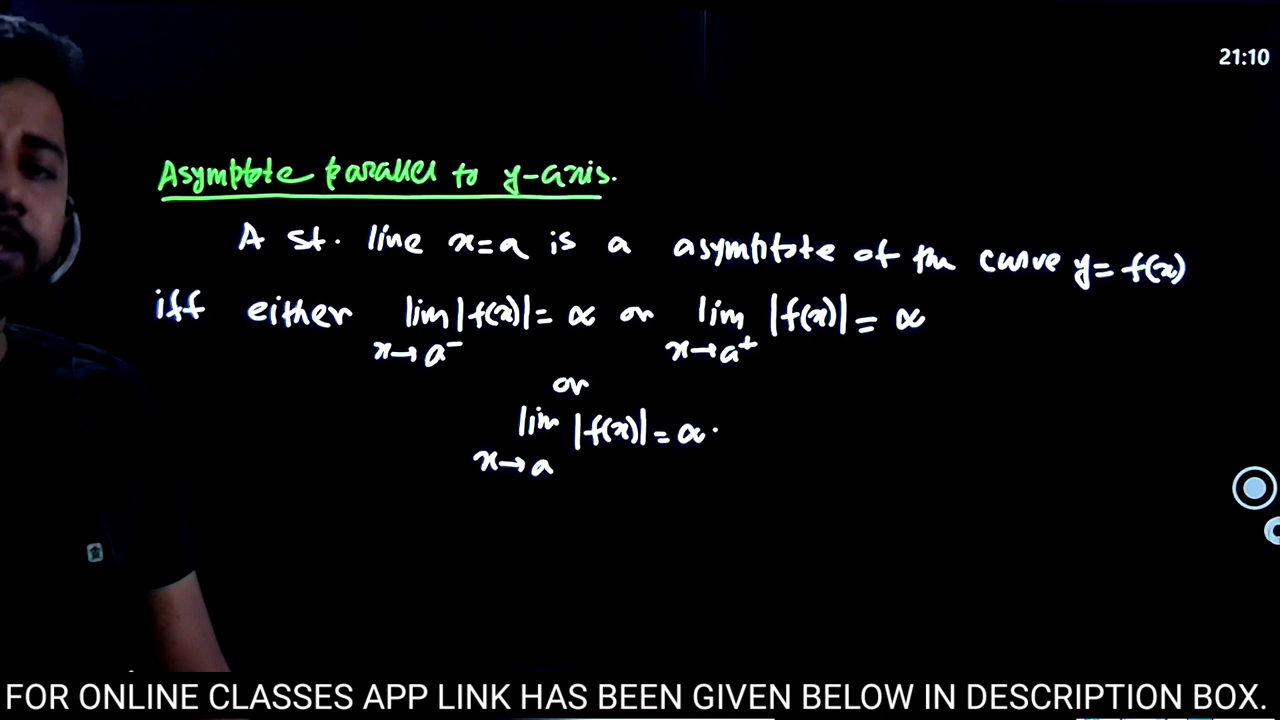 21:10
Asymptote parallel to y-axis.
A st. line x=a is a asymptote of the curve y= f(x)
iff either lim x→a⁻ |f(x)| = ∝ or lim x→a⁺ |f(x)| = ∝
or
lim x→a |f(x)| = ∝.
FOR ONLINE CLASSES APP LINK HAS BEEN GIVEN BELOW IN DESCRIPTION BOX.